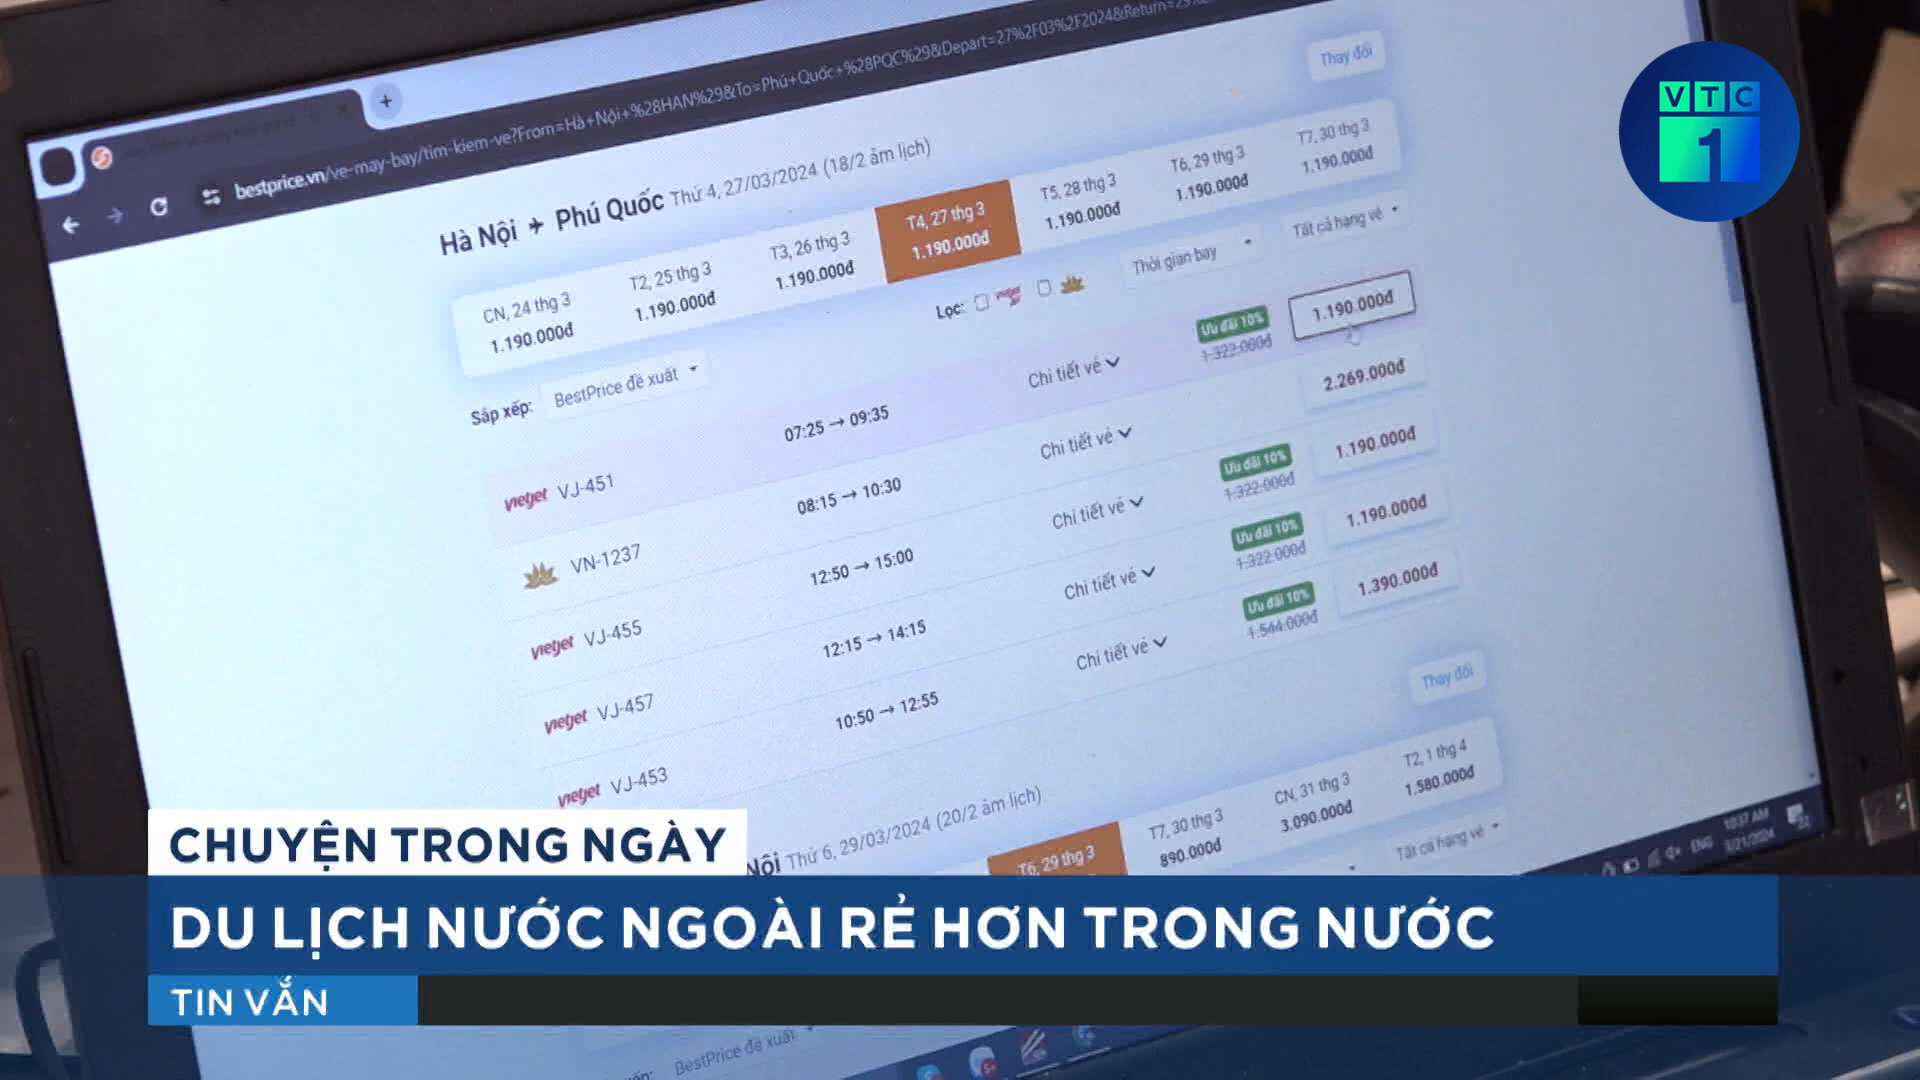 bestprice.vn/ve-may-bay/tim-kiem-ve?From=Hà+Nội+%28HAN%29&To=Phú+Quốc+%28PQC%29&Depart=27%2F03%2F2024&Return=29%
VTC
1
Thay đổi
Hà Nội → Phú Quốc Thứ 4, 27/03/2024 (18/2 âm lịch)
CN, 24 thg 3
1.190.000đ
T2, 25 thg 3
1.190.000đ
T3, 26 thg 3
1.190.000đ
T4, 27 thg 3
1.190.000đ
T5, 28 thg 3
1.190.000đ
T6, 29 thg 3
1.190.000đ
T7, 30 thg 3
1.190.000đ
Sắp xếp: BestPrice đề xuất
Lọc: vietjet Air
Thời gian bay
Tất cả hạng vé
vietjet VJ-451 07:25 → 09:35 Chi tiết vé Ưu đãi 10% 1.322.000đ 1.190.000đ
VN-1237 08:15 → 10:30 Chi tiết vé 2.269.000đ
vietjet VJ-455 12:50 → 15:00 Chi tiết vé Ưu đãi 10% 1.322.000đ 1.190.000đ
vietjet VJ-457 12:15 → 14:15 Chi tiết vé Ưu đãi 10% 1.322.000đ 1.190.000đ
vietjet VJ-453 10:50 → 12:55 Chi tiết vé Ưu đãi 10% 1.544.000đ 1.390.000đ
Thay đổi
Nội Thứ 6, 29/03/2024 (20/2 âm lịch)
T6, 29 thg 3
T7, 30 thg 3
890.000đ
CN, 31 thg 3
3.090.000đ
T2, 1 thg 4
1.580.000đ
Tất cả hạng vé
ENG
10:37 AM
3/21/2024
CHUYỆN TRONG NGÀY
DU LỊCH NƯỚC NGOÀI RẺ HƠN TRONG NƯỚC
TIN VẮN
BestPrice đề xuất